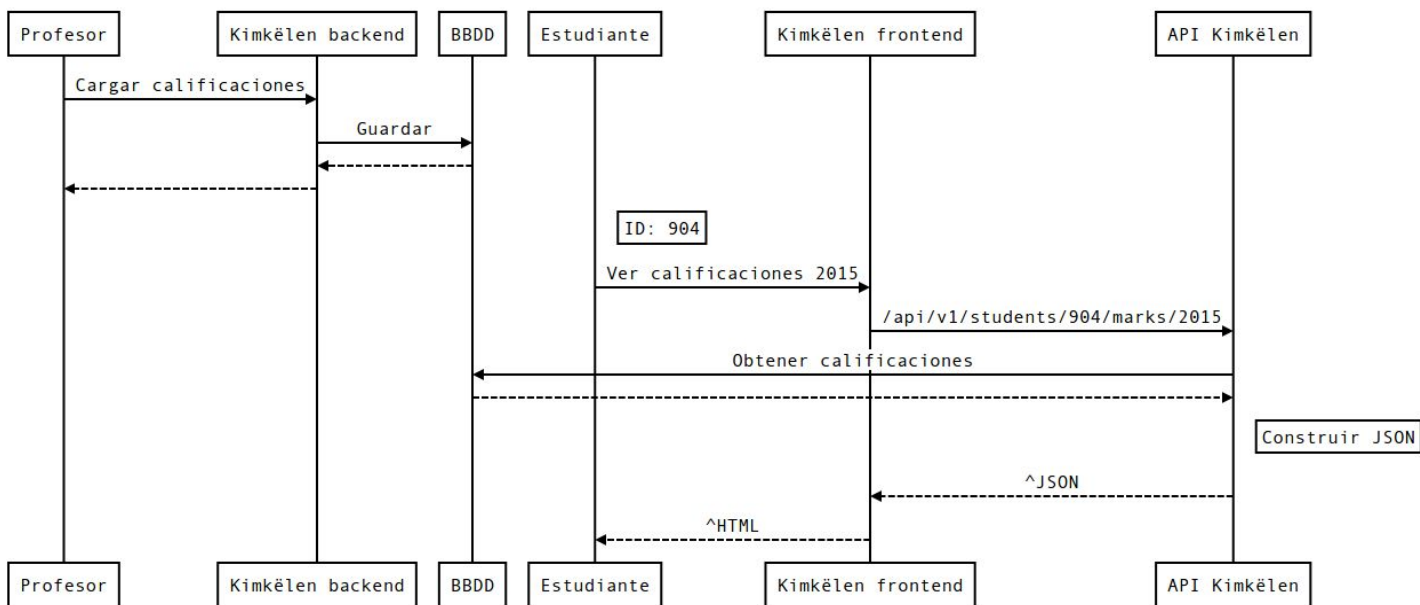 Profesor
Kimkëlen backend
BBDD
Estudiante
Kimkëlen frontend
API Kimkëlen
Cargar calificaciones
Guardar
ID: 904
Ver calificaciones 2015
/api/v1/students/904/marks/2015
Obtener calificaciones
Construir JSON
^JSON
^HTML
Profesor
Kimkëlen backend
BBDD
Estudiante
Kimkëlen frontend
API Kimkëlen